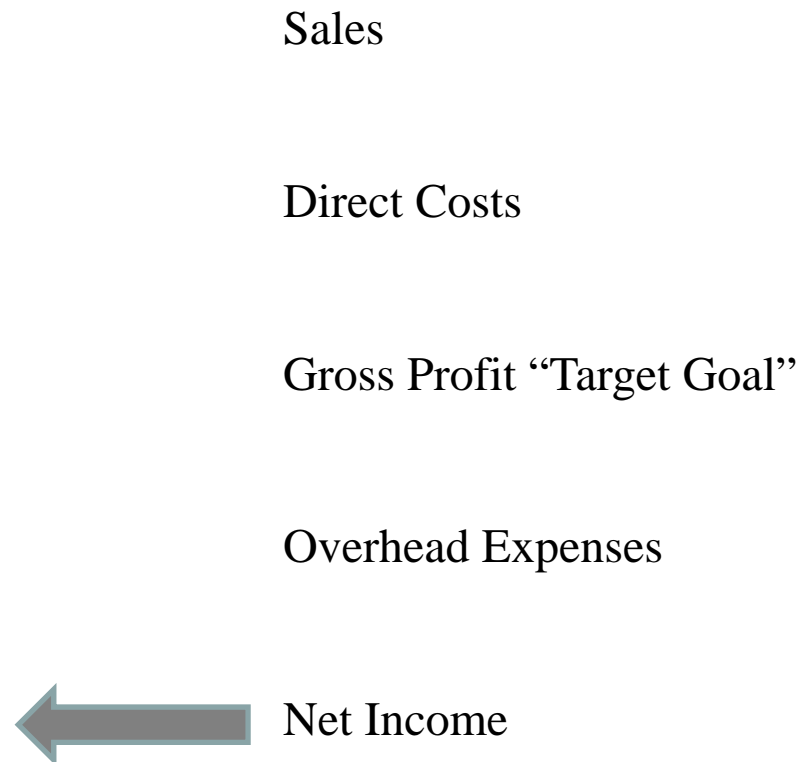 Sales
Direct Costs
Gross Profit “Target Goal”
Overhead Expenses
Net Income